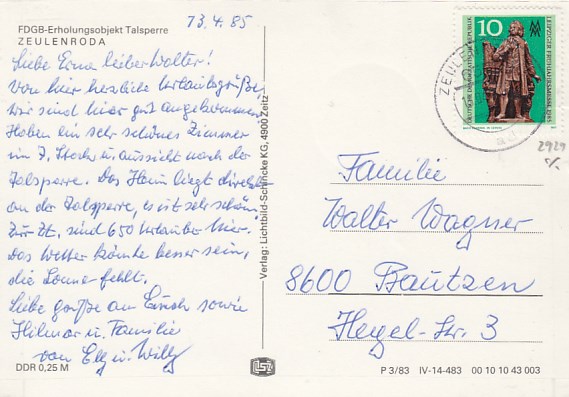 13.4.85
FDGB-Erholungsobjekt Talsperre
ZEULENRODA
Liebe Erna lieber Walter!
Von hier herzliche Urlaubsgrüße
wir sind hier gut angekommen
Haben ein sehr schönes Zimmer
im 7. Stock u. Aussicht nach der
Talsperre. Das Heim liegt direkt
an der Talsperre, es ist sehr schön
Zur Zt. sind 650 Urlauber hier.
Das Wetter könnte besser sein,
die Sonne fehlt.
Liebe Grüße an Euch sowie
Hilmar u. Familie
von Elly u. Willy
DDR 0,25 M
Verlag: Lichtbild-Schincke KG, 4900 Zeitz
10
DEUTSCHE DEMOKRATISCHE REPUBLIK
LEIPZIGER FRÜHJAHRSMESSE 1985
ZEULEN
2929
Familie
Walter Wagner
8600 Bautzen
Hegel-Str. 3
P 3/83 IV-14-483 00 10 10 43 003